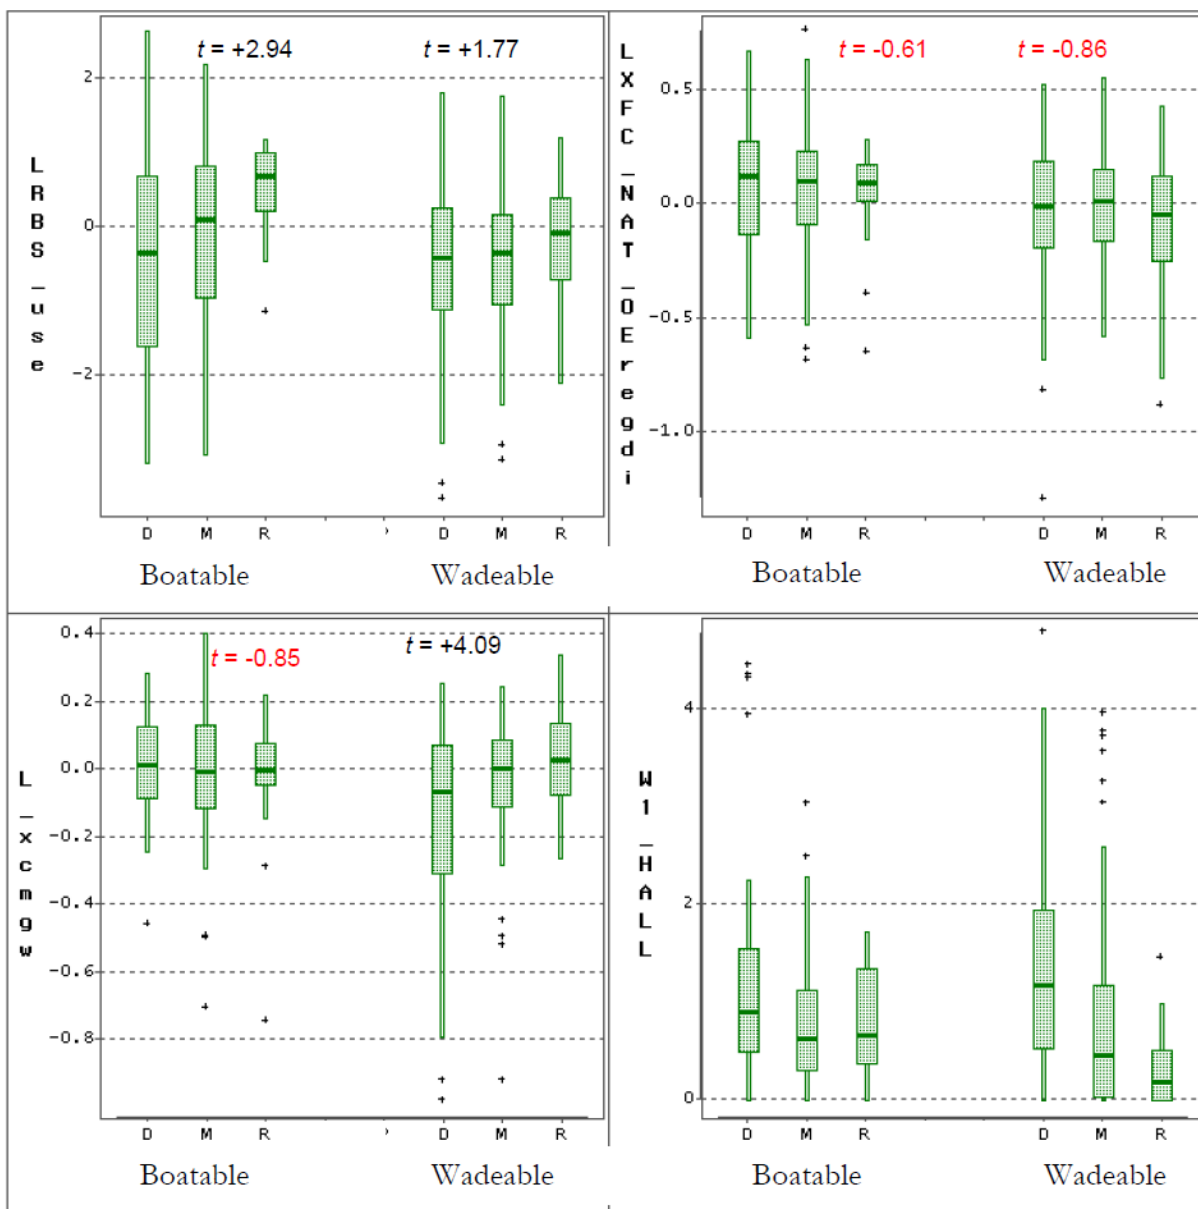 LRBS_use
t = +2.94
t = +1.77
2
0
-2
D M R D M R
Boatable Wadeable
LXFC_NAT_OEregdi
t = -0.61
t = -0.86
0.5
0.0
-0.5
-1.0
D M R D M R
Boatable Wadeable
L_xcmgw
t = -0.85
t = +4.09
0.4
0.2
0.0
-0.2
-0.4
-0.6
-0.8
D M R D M R
Boatable Wadeable
W1_HALL
4
2
0
D M R D M R
Boatable Wadeable